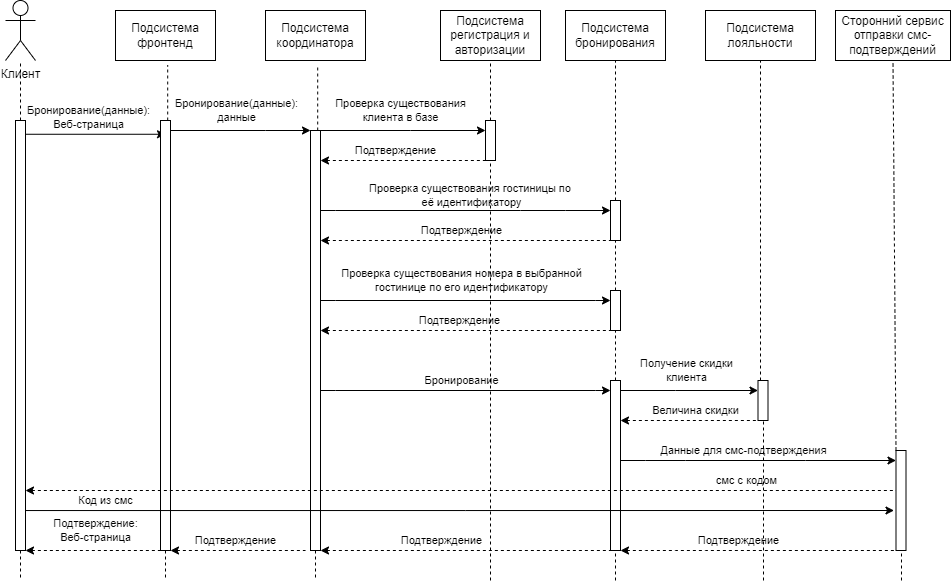 Подсистема
фронтенд
Подсистема
координатора
Подсистема
регистрация и
авторизации
Подсистема
бронирования
Подсистема
лояльности
Сторонний сервис
отправки смс-
подтверждений
Клиент
Бронирование(данные):
Веб-страница
Бронирование(данные):
данные
Проверка существования
клиента в базе
Подтверждение
Проверка существования гостиницы по
её идентификатору
Подтверждение
Проверка существования номера в выбранной
гостинице по его идентификатору
Подтверждение
Получение скидки
клиента
Бронирование
Величина скидки
Данные для смс-подтверждения
смс с кодом
Код из смс
Подтверждение:
Веб-страница
Подтверждение
Подтверждение
Подтверждение